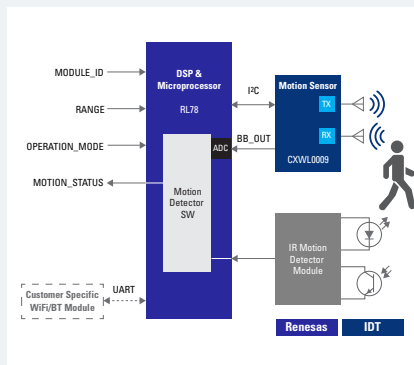 MODULE_ID
RANGE
OPERATION_MODE
MOTION_STATUS
Customer Specific
WiFi/BT Module
UART
DSP &
Microprocessor
RL78
ADC
Motion
Detector
SW
I²C
BB_OUT
Motion Sensor
TX
RX
CXWL0009
IR Motion
Detector
Module
Renesas
IDT